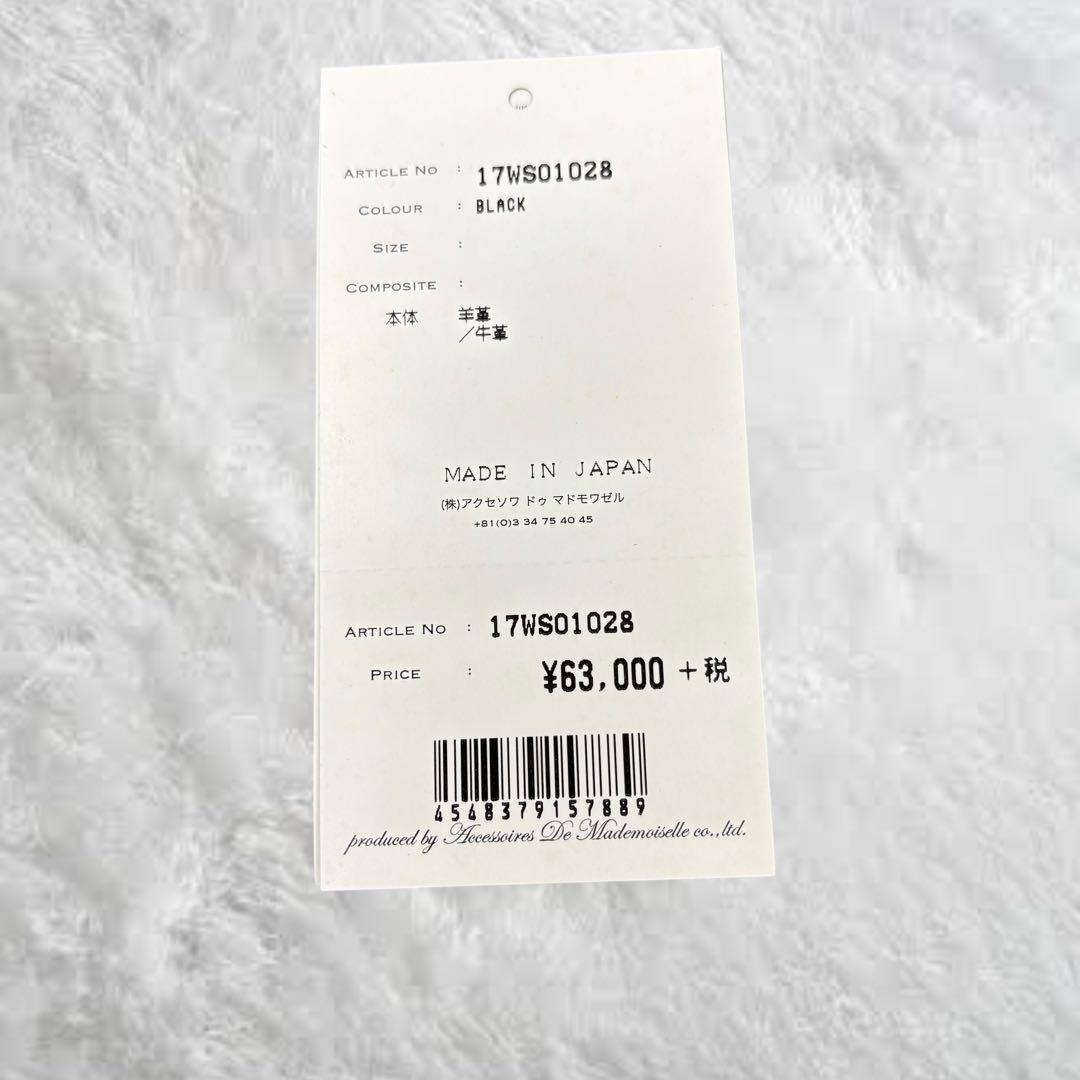 ARTICLE NO : 17WS01028
COLOUR : BLACK
SIZE :
COMPOSITE :
本体 羊革
／牛革
MADE IN JAPAN
(株)アクセソワ ドゥ マドモワゼル
+81(0)3 34 75 40 45
ARTICLE NO : 17WS01028
PRICE : ¥63,000 +税
4548379157889
produced by Accessoires De Mademoiselle co.,ltd.